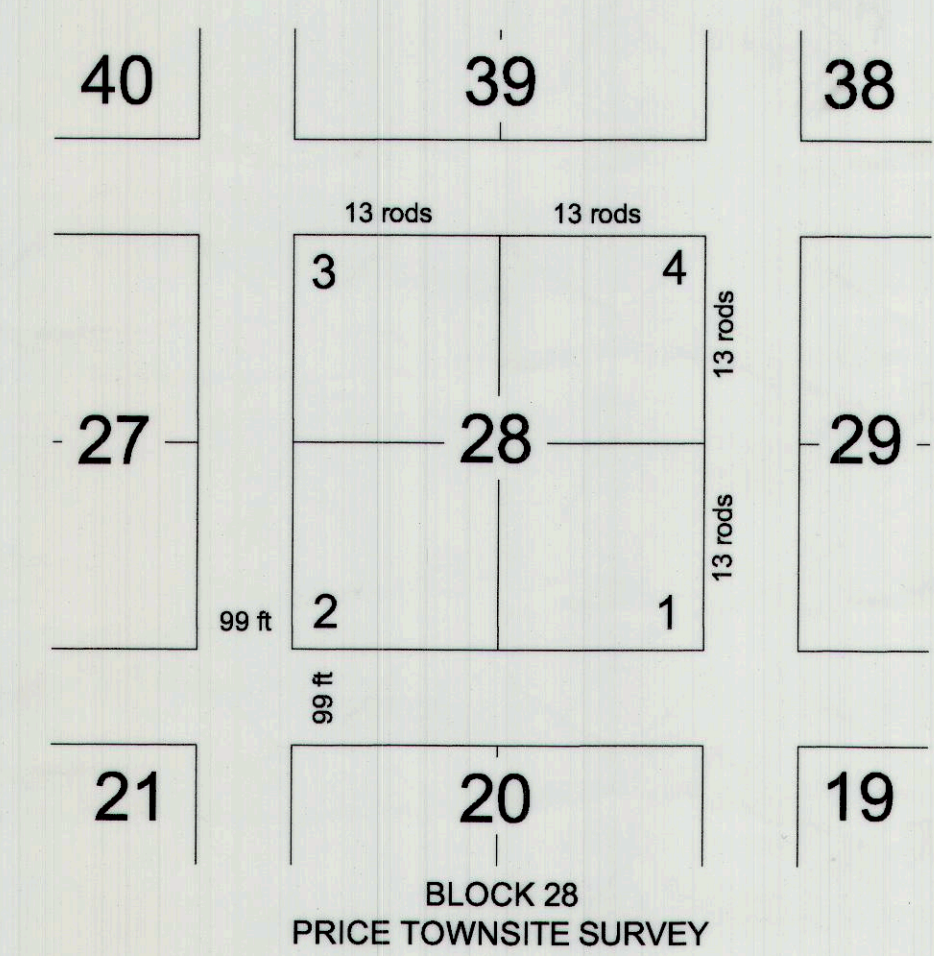 40 39 38
13 rods 13 rods
3 4
13 rods
27 28 29
13 rods
99 ft 2 1
99 ft
21 20 19
BLOCK 28
PRICE TOWNSITE SURVEY